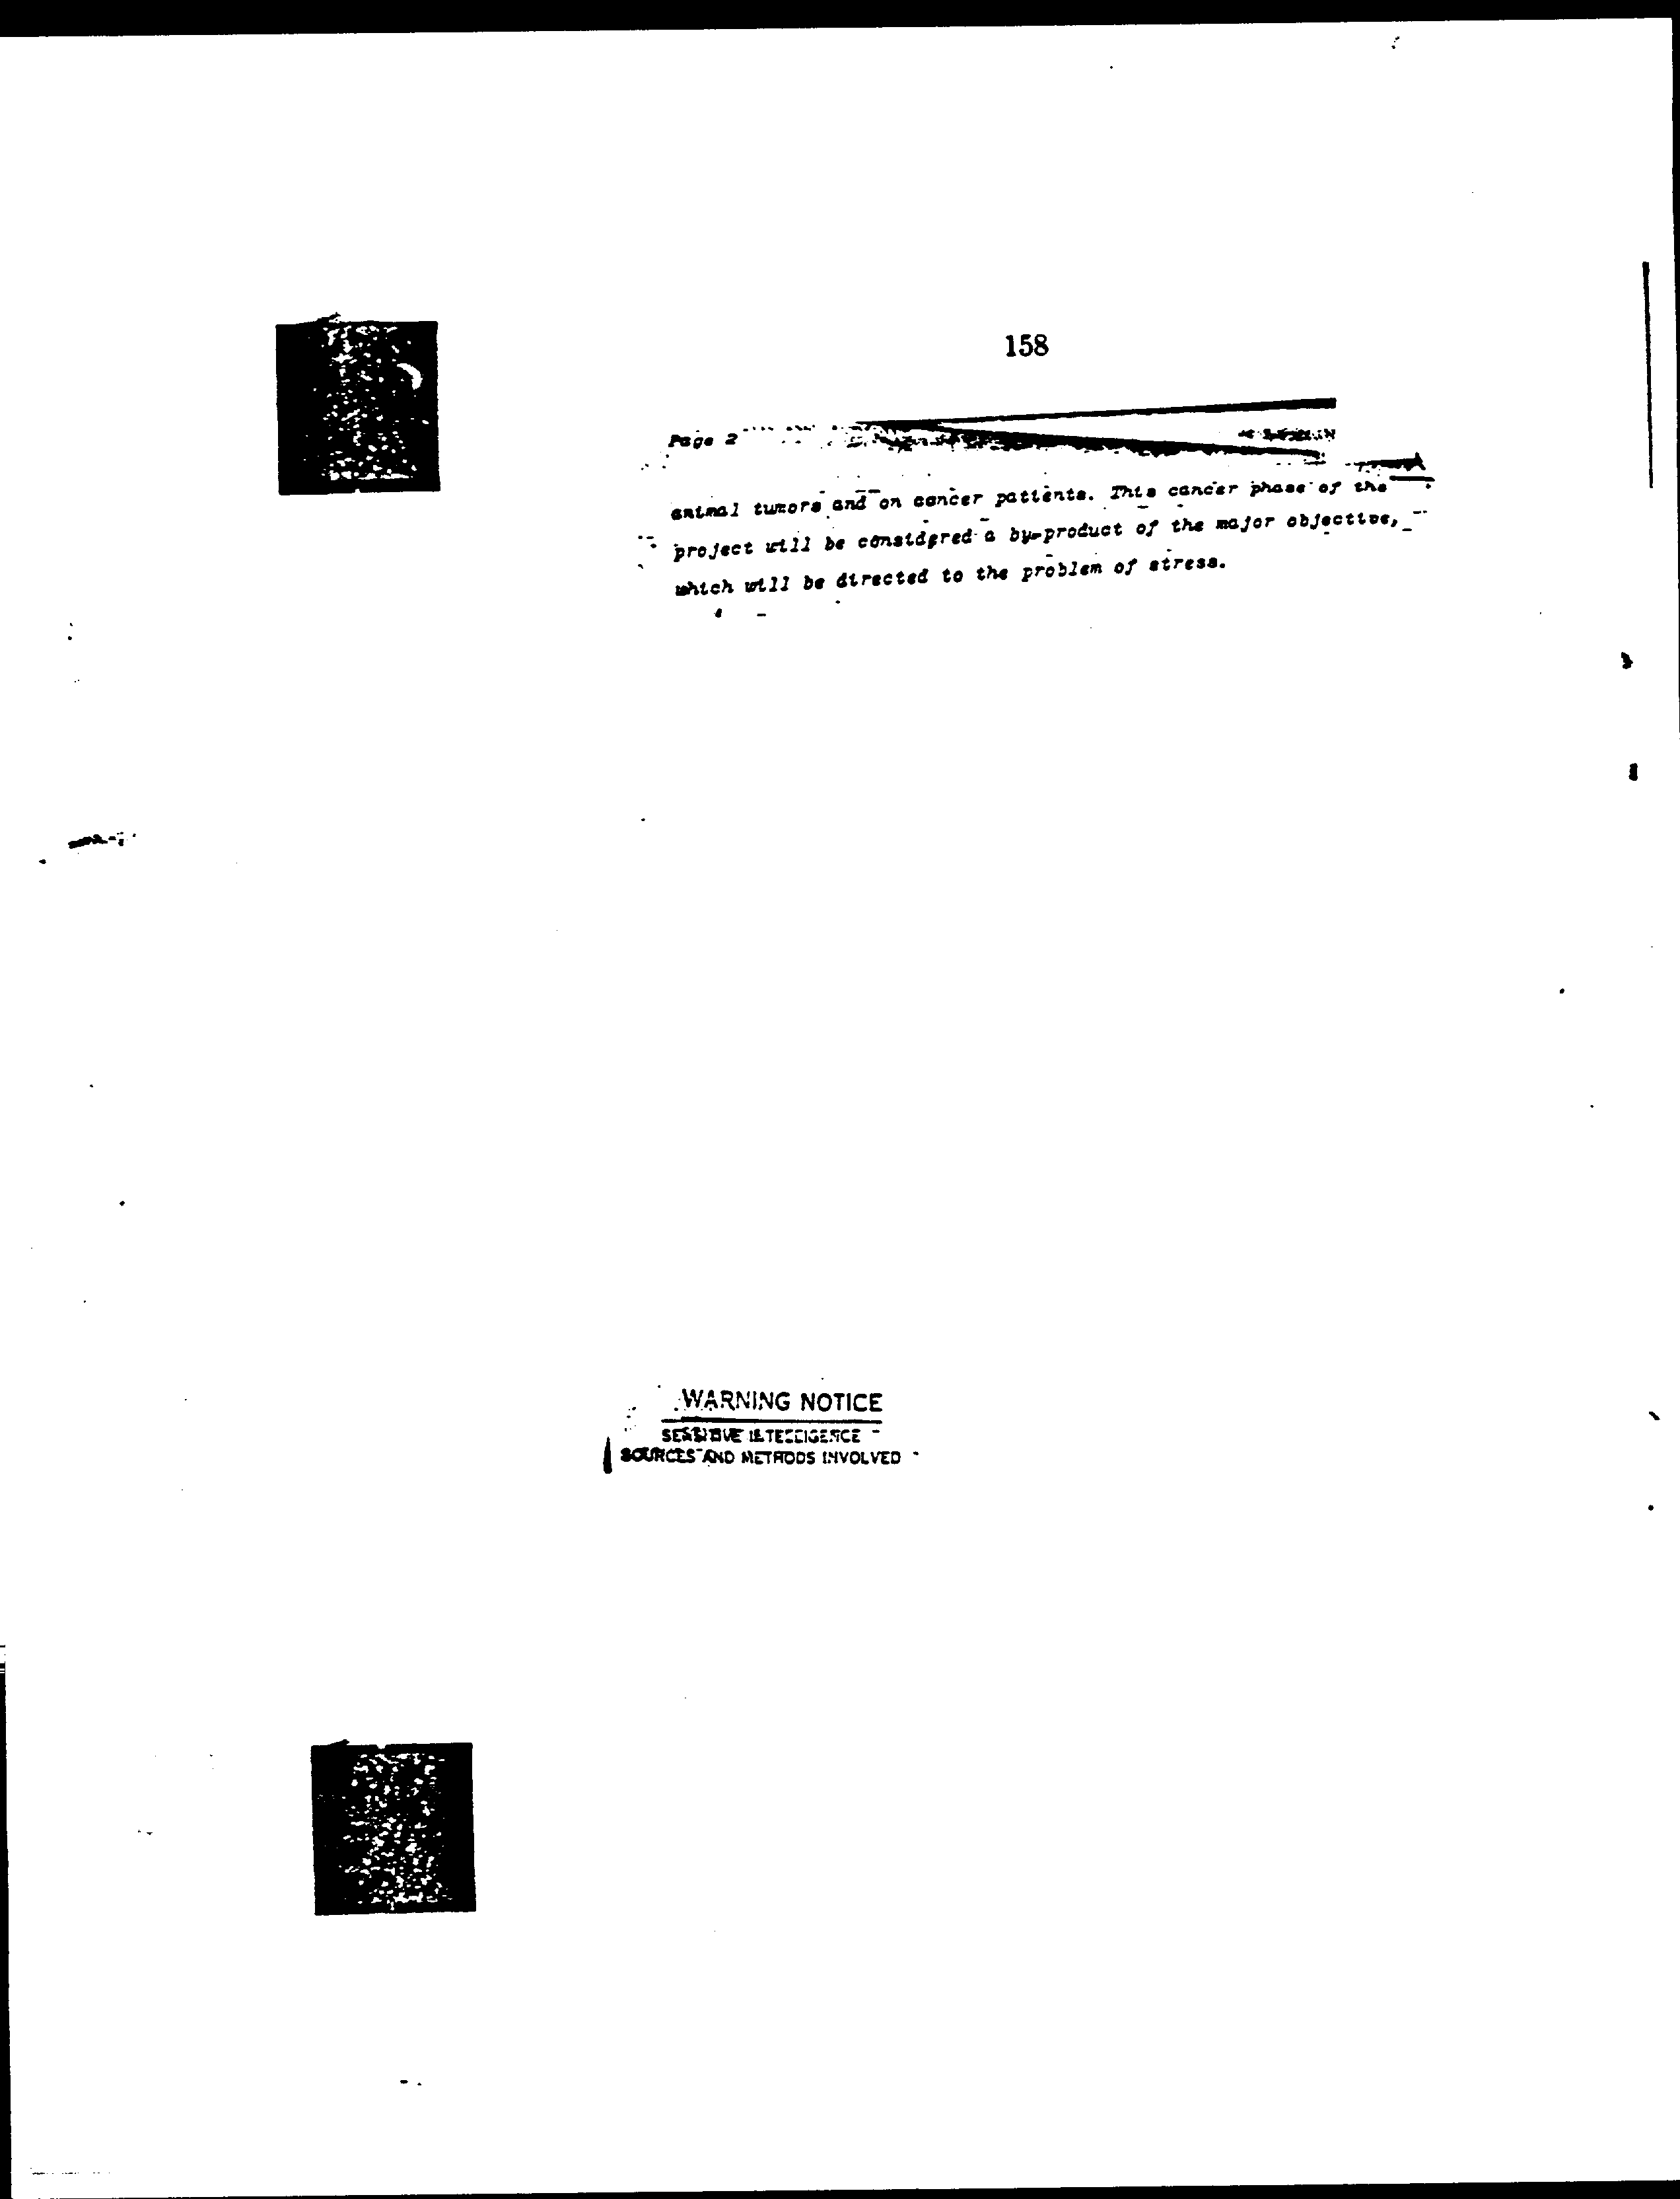 158
Page 2
animal tumors and on cancer patients. This cancer phase of the
project will be considered a by-product of the major objective,
which will be directed to the problem of stress.
WARNING NOTICE
SENSITIVE INTELLIGENCE
SOURCES AND METHODS INVOLVED